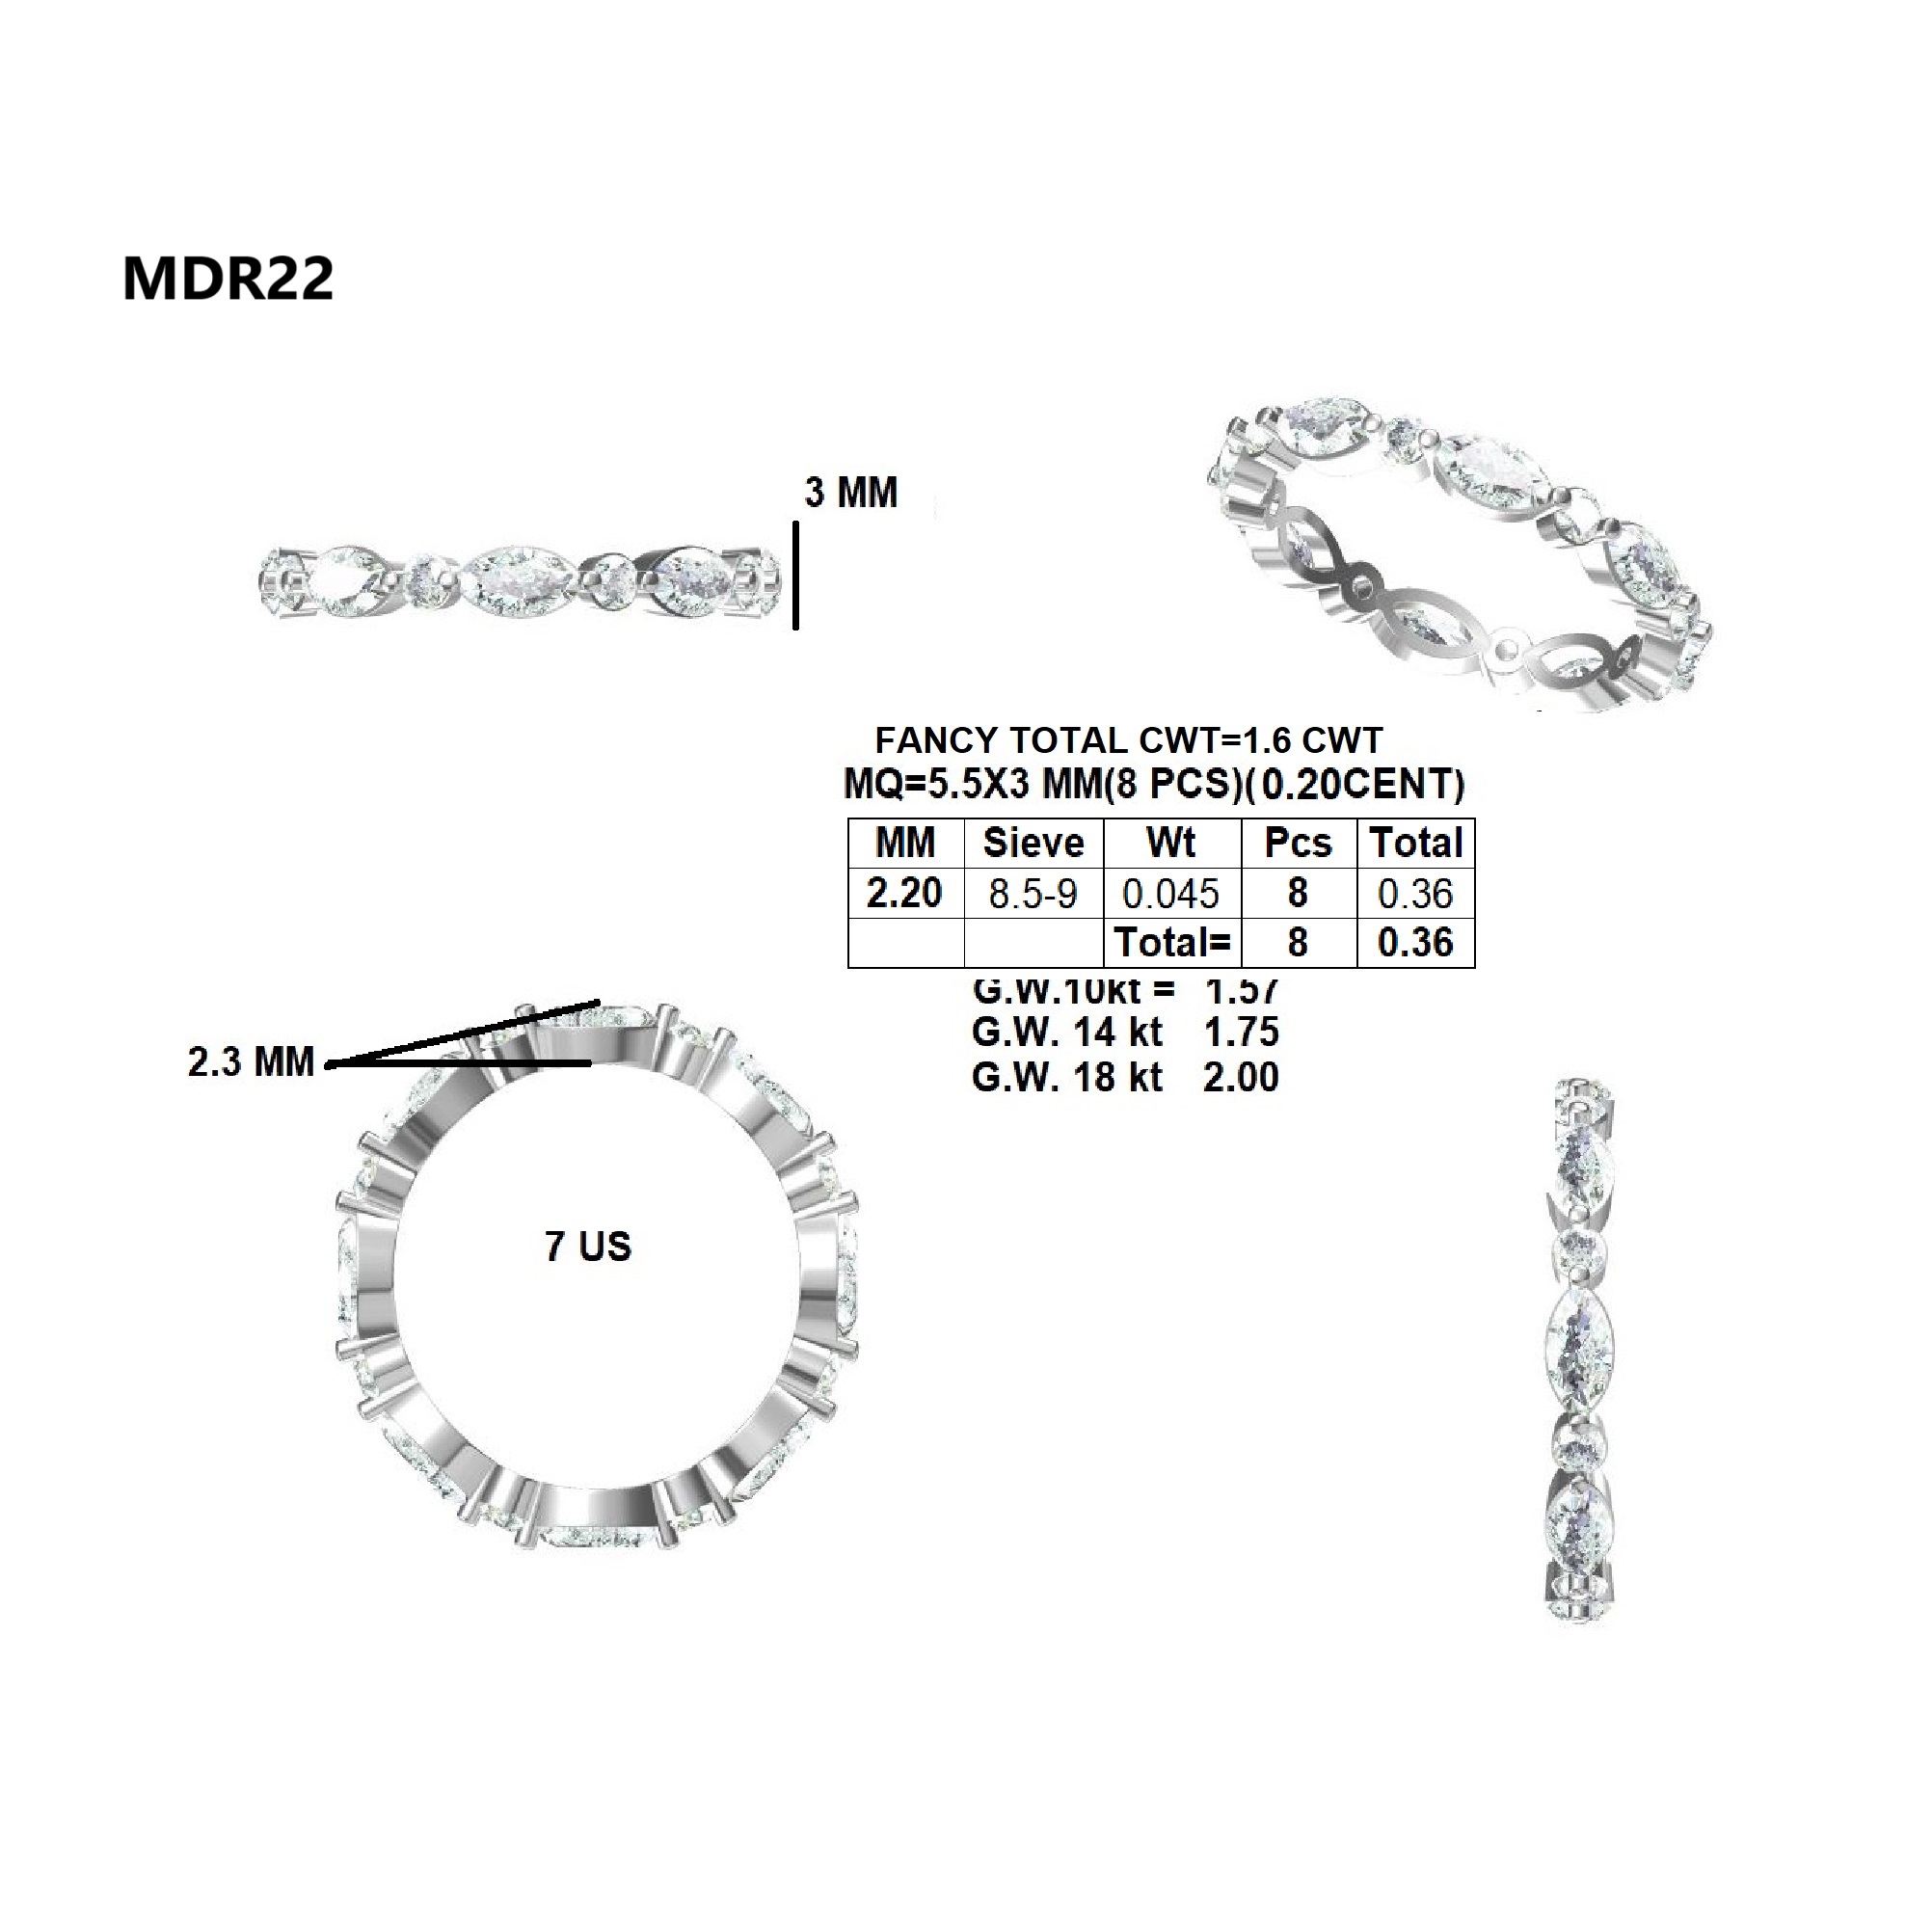 MDR22
3 MM
FANCY TOTAL CWT=1.6 CWT
MQ=5.5X3 MM(8 PCS)(0.20CENT)
MM Sieve Wt Pcs Total
2.20 8.5-9 0.045 8 0.36
Total= 8 0.36
G.W.10kt = 1.57
G.W. 14 kt 1.75
G.W. 18 kt 2.00
2.3 MM
7 US